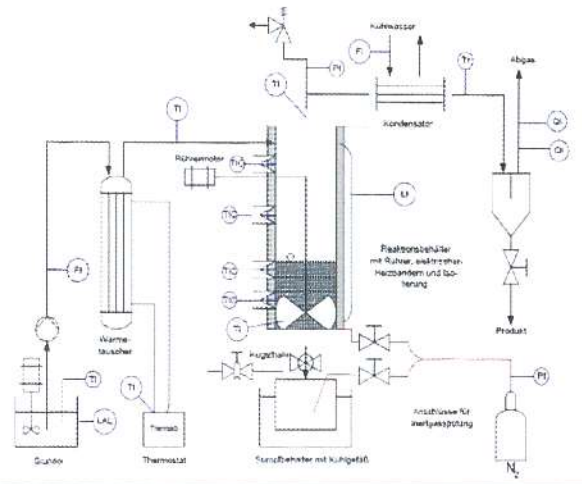 Kühlwasser
FI
PI
TI
TI
Abgas
Kondensator
QI
QI
TI
Rührermotor
TIC
LI
TIC
Reaktionsbehälter
mit Rührer, elektrischen
Heizbändern und Iso-
lierung
TIC
TIC
TI
FI
Wärme-
tauscher
Produkt
Kugelhahn
TI
TI
PI
LAL
Anschlüsse für
Inertgasspülung
Thermostat
Sumpfbehälter mit Kühlgefäß
N2